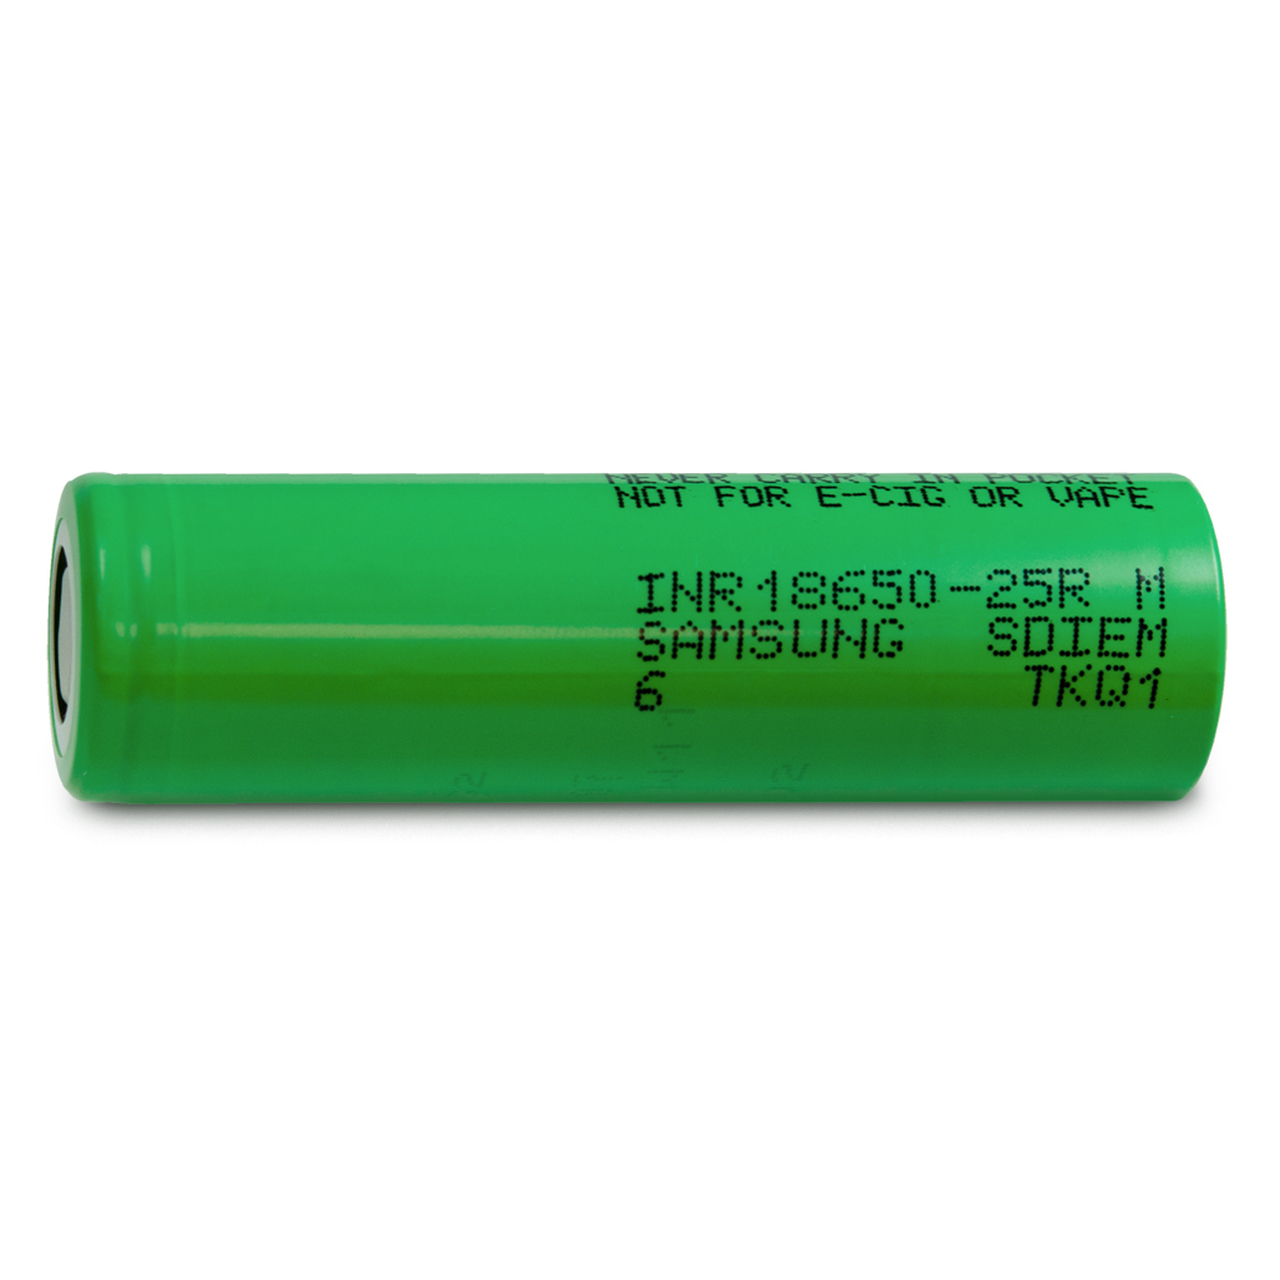 NEVER CARRY IN POCKET
NOT FOR E-CIG OR VAPE
INR18650-25R M
SAMSUNG SDIEM
6 TKQ1